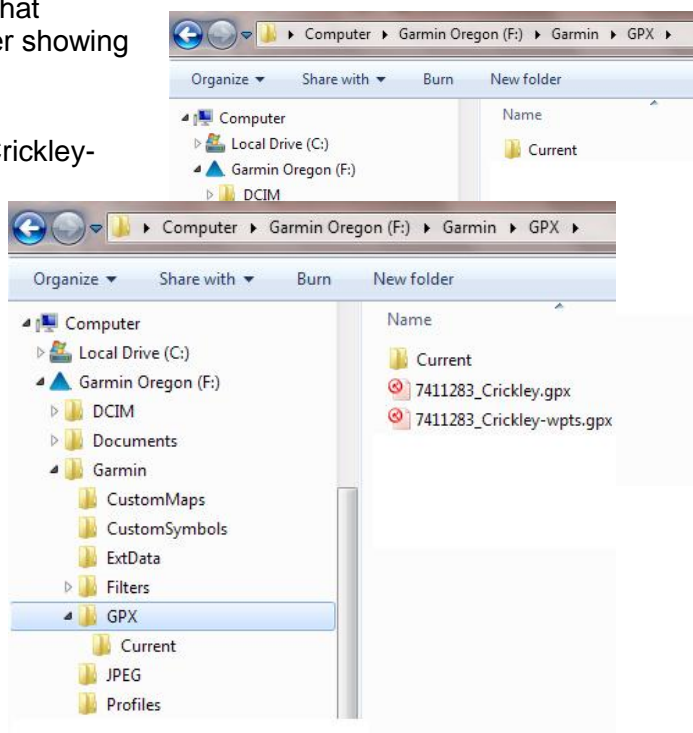 hat
er showing
Crickley-
Computer Garmin Oregon (F:) Garmin GPX
Organize Share with Burn New folder
Computer
Local Drive (C:)
Garmin Oregon (F:)
DCIM
Name
Current
Computer Garmin Oregon (F:) Garmin GPX
Organize Share with Burn New folder
Computer
Local Drive (C:)
Garmin Oregon (F:)
DCIM
Documents
Garmin
CustomMaps
CustomSymbols
ExtData
Filters
GPX
Current
JPEG
Profiles
Name
Current
7411283_Crickley.gpx
7411283_Crickley-wpts.gpx